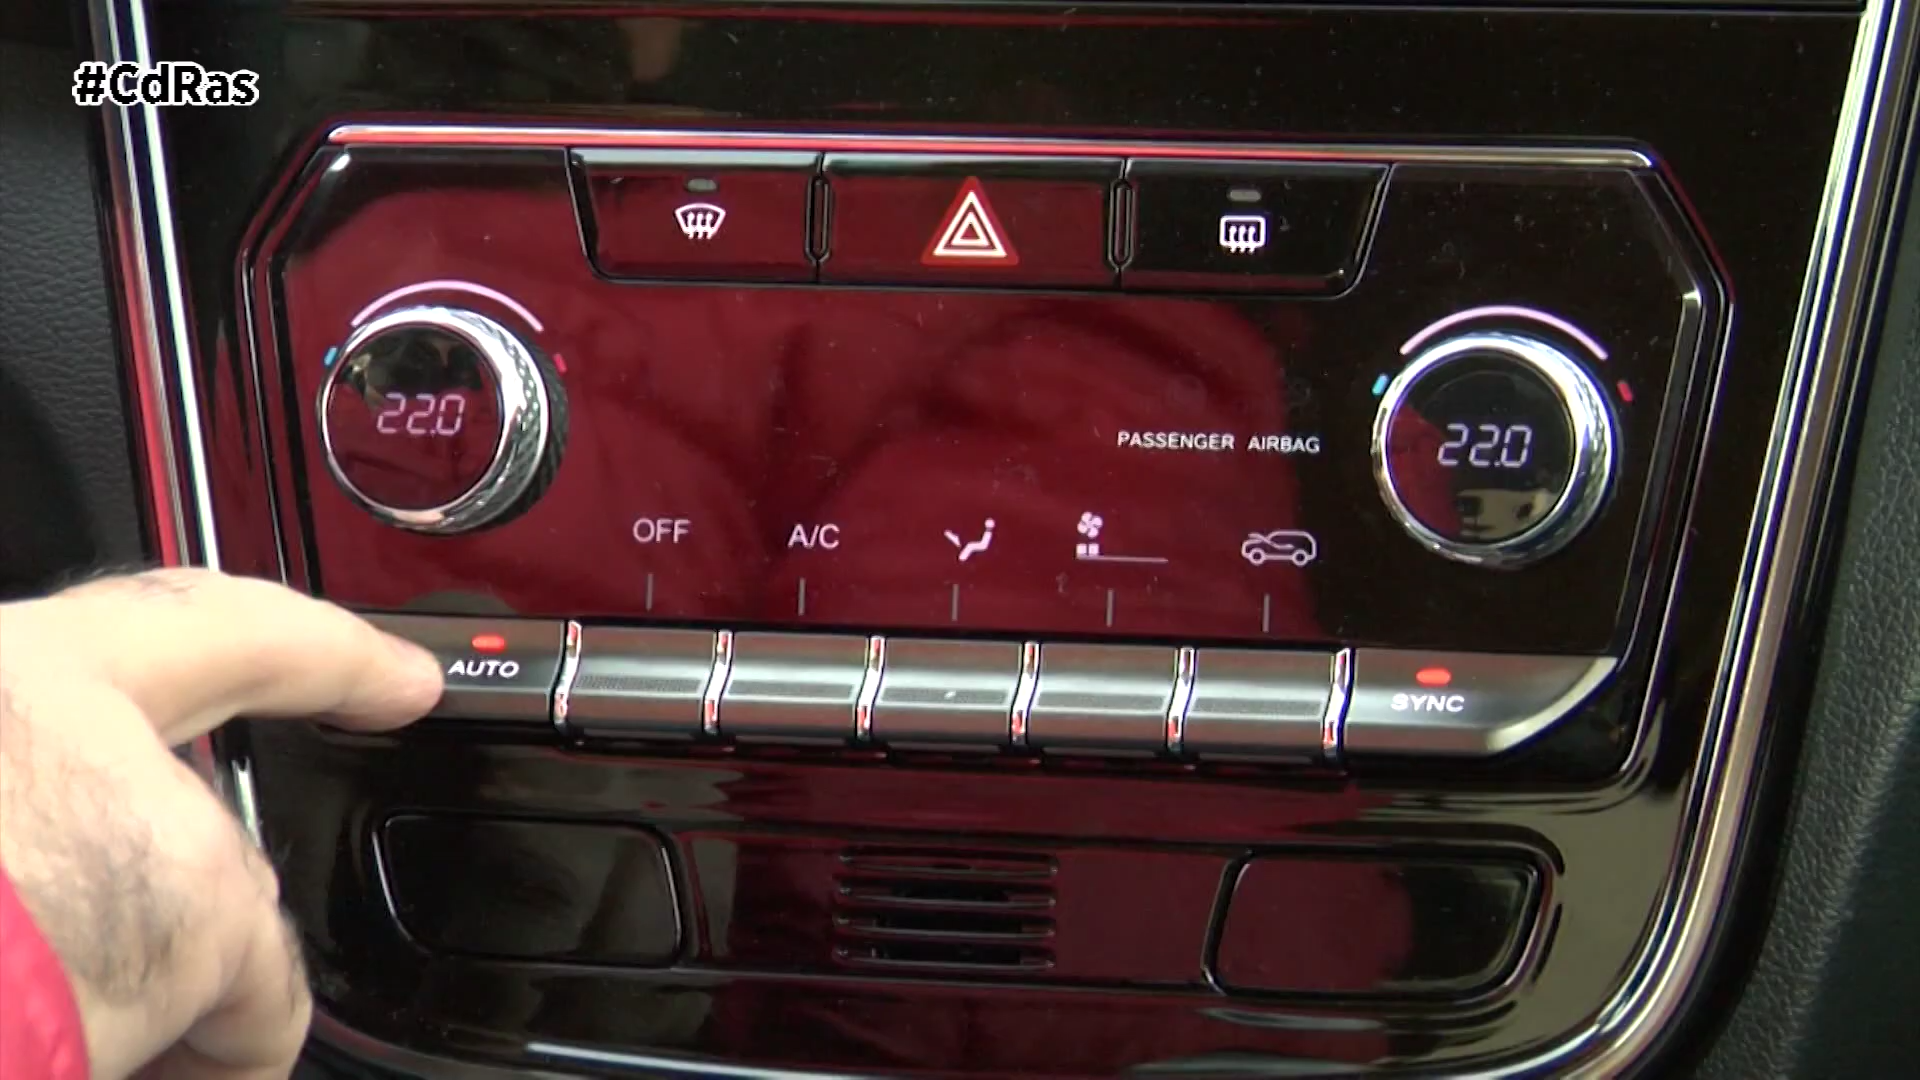 #CdRas
22.0
PASSENGER AIRBAG
22.0
OFF
A/C
AUTO
SYNC